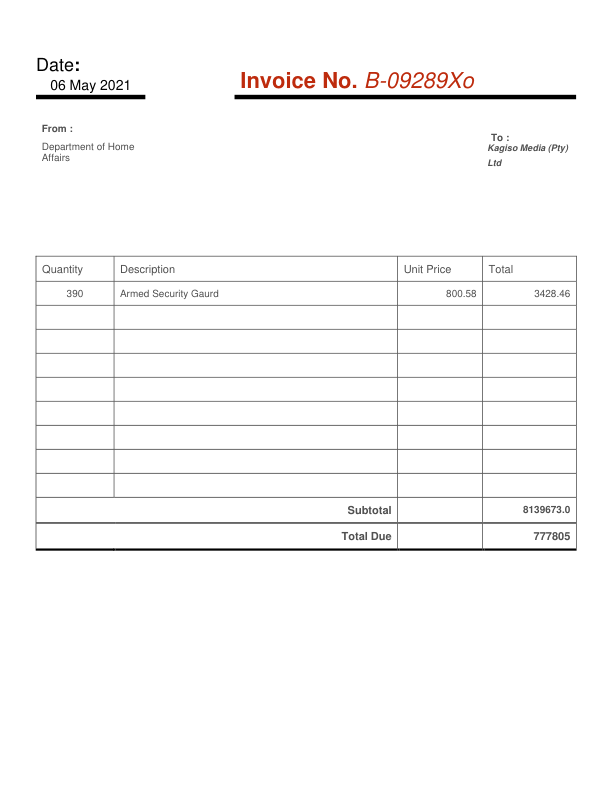 Date:
06 May 2021
Invoice No. B-09289Xo
From :
Department of Home
Affairs
To :
Kagiso Media (Pty)
Ltd
Quantity Description Unit Price Total
390 Armed Security Gaurd 800.58 3428.46
Subtotal 8139673.0
Total Due 777805